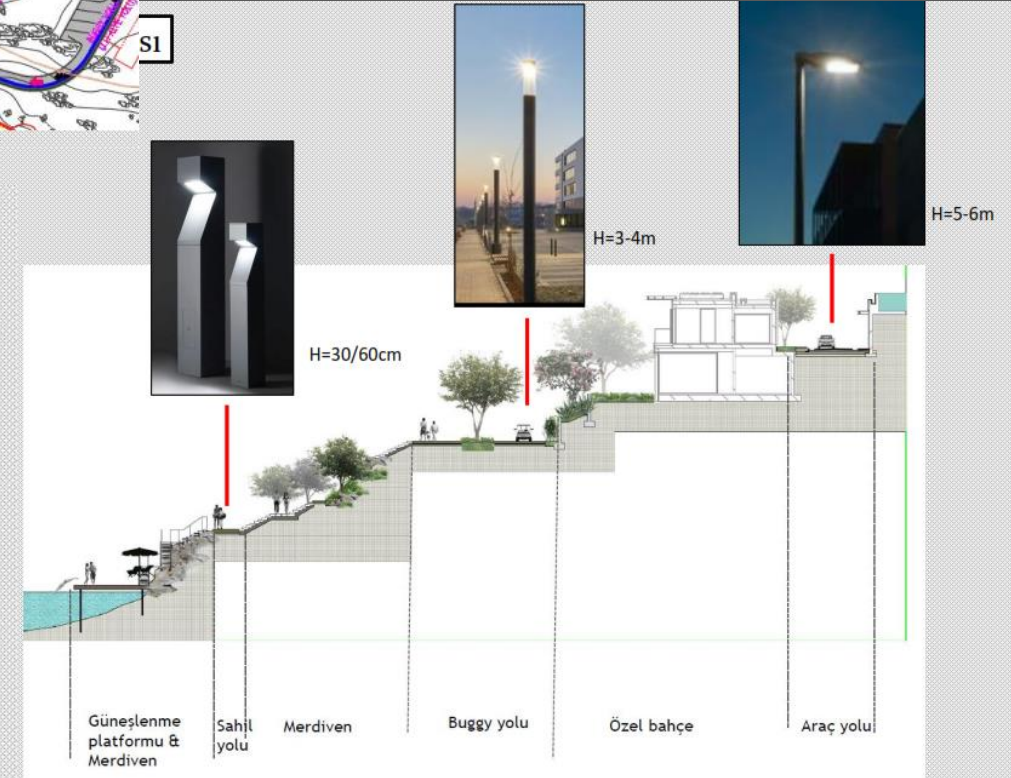 S1
H=5-6m
H=3-4m
H=30/60cm
Güneşlenme
platformu &
Merdiven
Sahil
yolu
Merdiven
Buggy yolu
Özel bahçe
Araç yolu